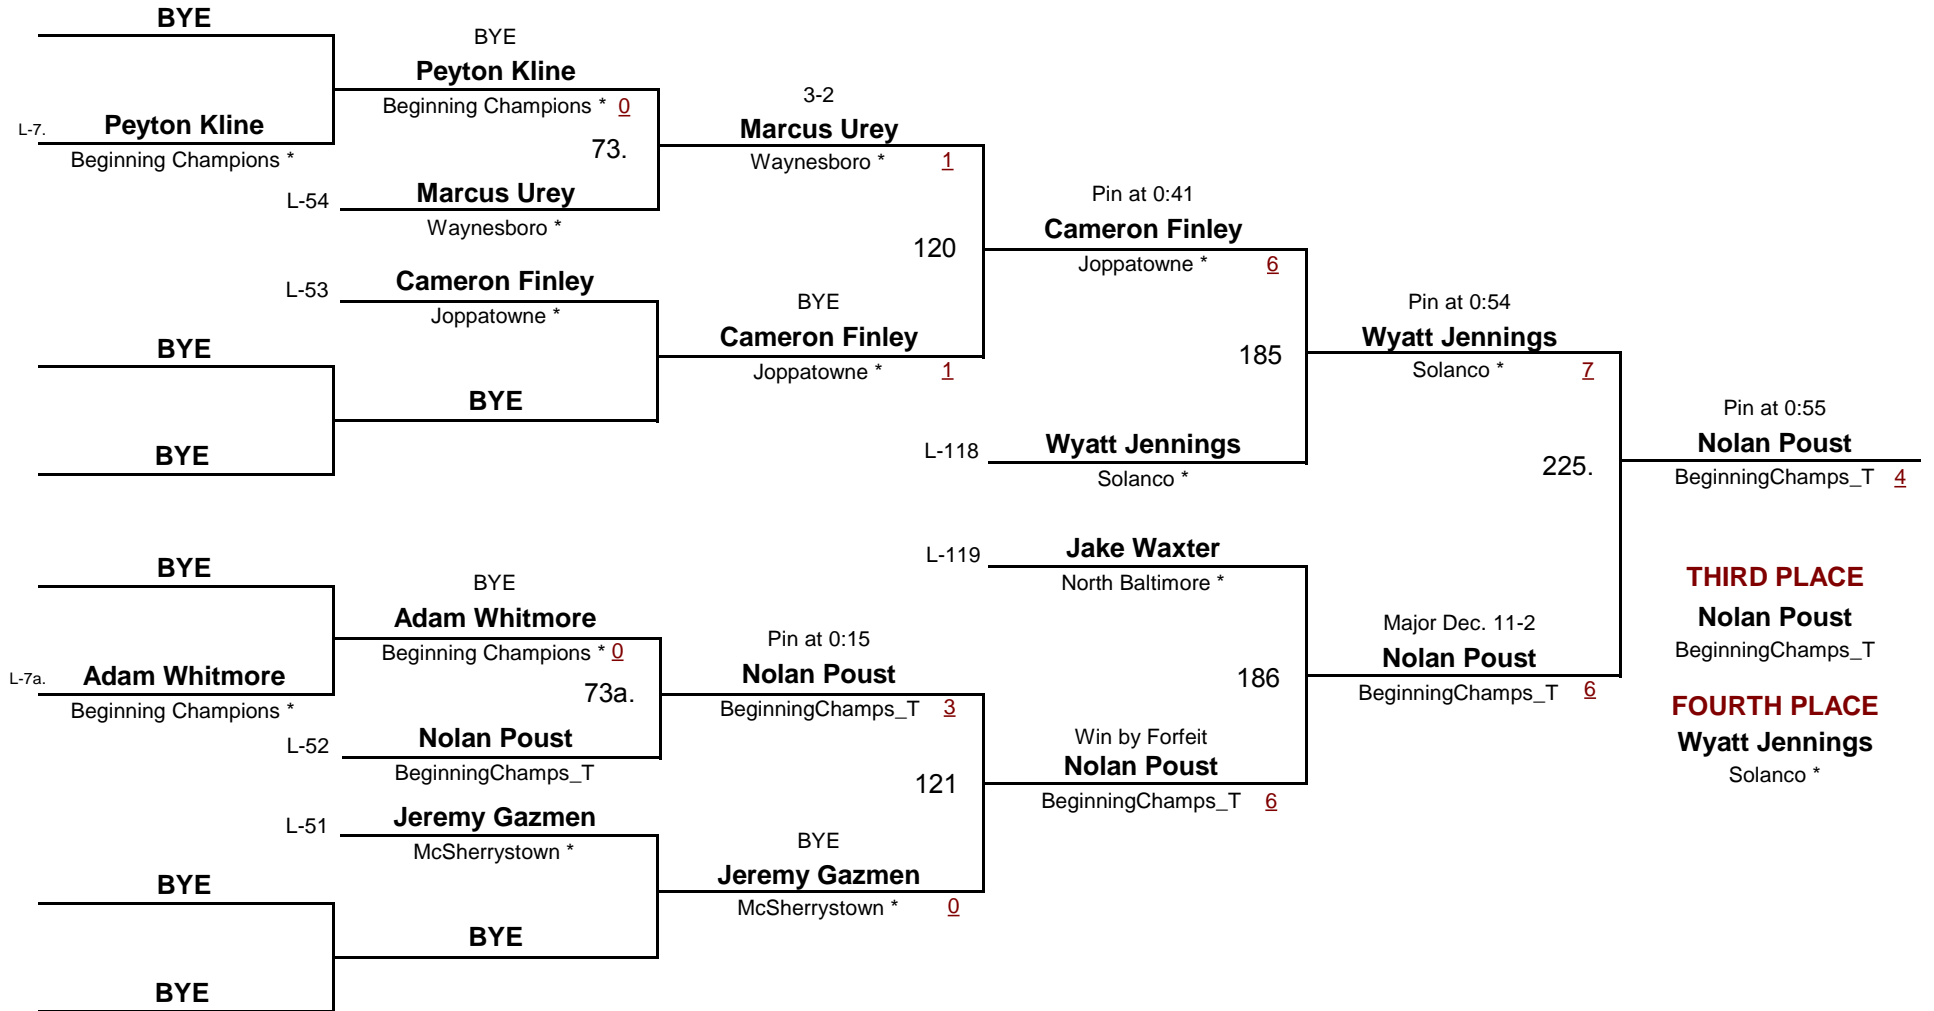 BYE
BYE
Peyton Kline
Beginning Champions * 0
L-7. Peyton Kline
Beginning Champions *
73.
3-2
Marcus Urey
Waynesboro * 1
L-54 Marcus Urey
Waynesboro *
120
Pin at 0:41
Cameron Finley
Joppatowne * 6
L-53 Cameron Finley
Joppatowne *
BYE
Cameron Finley
Joppatowne * 1
BYE
BYE
BYE
185
Pin at 0:54
Wyatt Jennings
Solanco * 7
L-118 Wyatt Jennings
Solanco *
225.
Pin at 0:55
Nolan Poust
BeginningChamps_T 4
BYE
BYE
Adam Whitmore
Beginning Champions * 0
L-7a. Adam Whitmore
Beginning Champions *
73a.
Pin at 0:15
Nolan Poust
BeginningChamps_T 3
L-52 Nolan Poust
BeginningChamps_T
L-119 Jake Waxter
North Baltimore *
186
Major Dec. 11-2
Nolan Poust
BeginningChamps_T 6
121
Win by Forfeit
Nolan Poust
BeginningChamps_T 6
L-51 Jeremy Gazmen
McSherrystown *
BYE
Jeremy Gazmen
McSherrystown * 0
BYE
BYE
BYE
THIRD PLACE
Nolan Poust
BeginningChamps_T
FOURTH PLACE
Wyatt Jennings
Solanco *